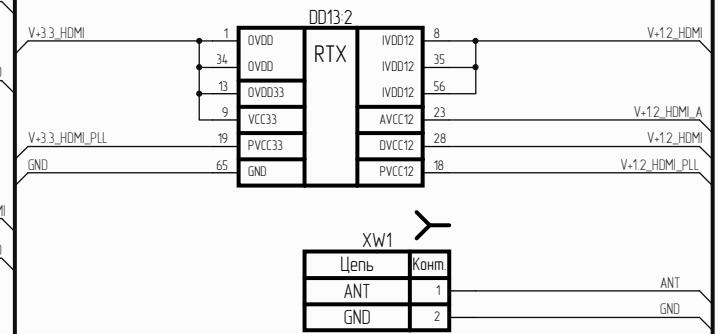 DD13:2
V+3.3_HDMI 1 OVDD RTX IVDD12 8 V+1.2_HDMI
34 OVDD IVDD12 35
13 OVDD33 IVDD12 56
9 VCC33 AVCC12 23 V+1.2_HDMI_A
V+3.3_HDMI_PLL 19 PVCC33 DVCC12 28 V+1.2_HDMI
GND 65 GND PVCC12 18 V+1.2_HDMI_PLL
XW1
Цепь Конт.
ANT 1 ANT
GND 2 GND